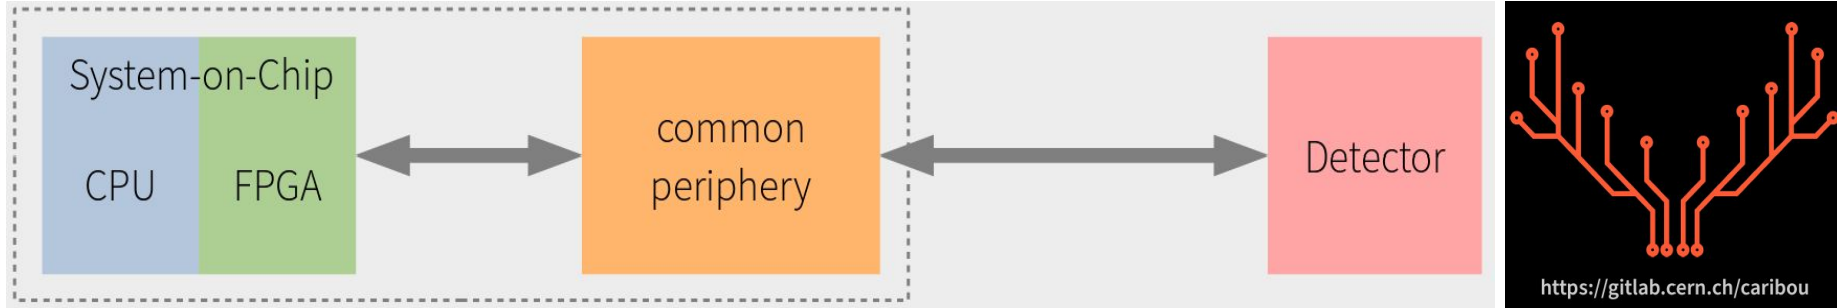 System-on-Chip
CPU
FPGA
common
periphery
Detector
https://gitlab.cern.ch/caribou